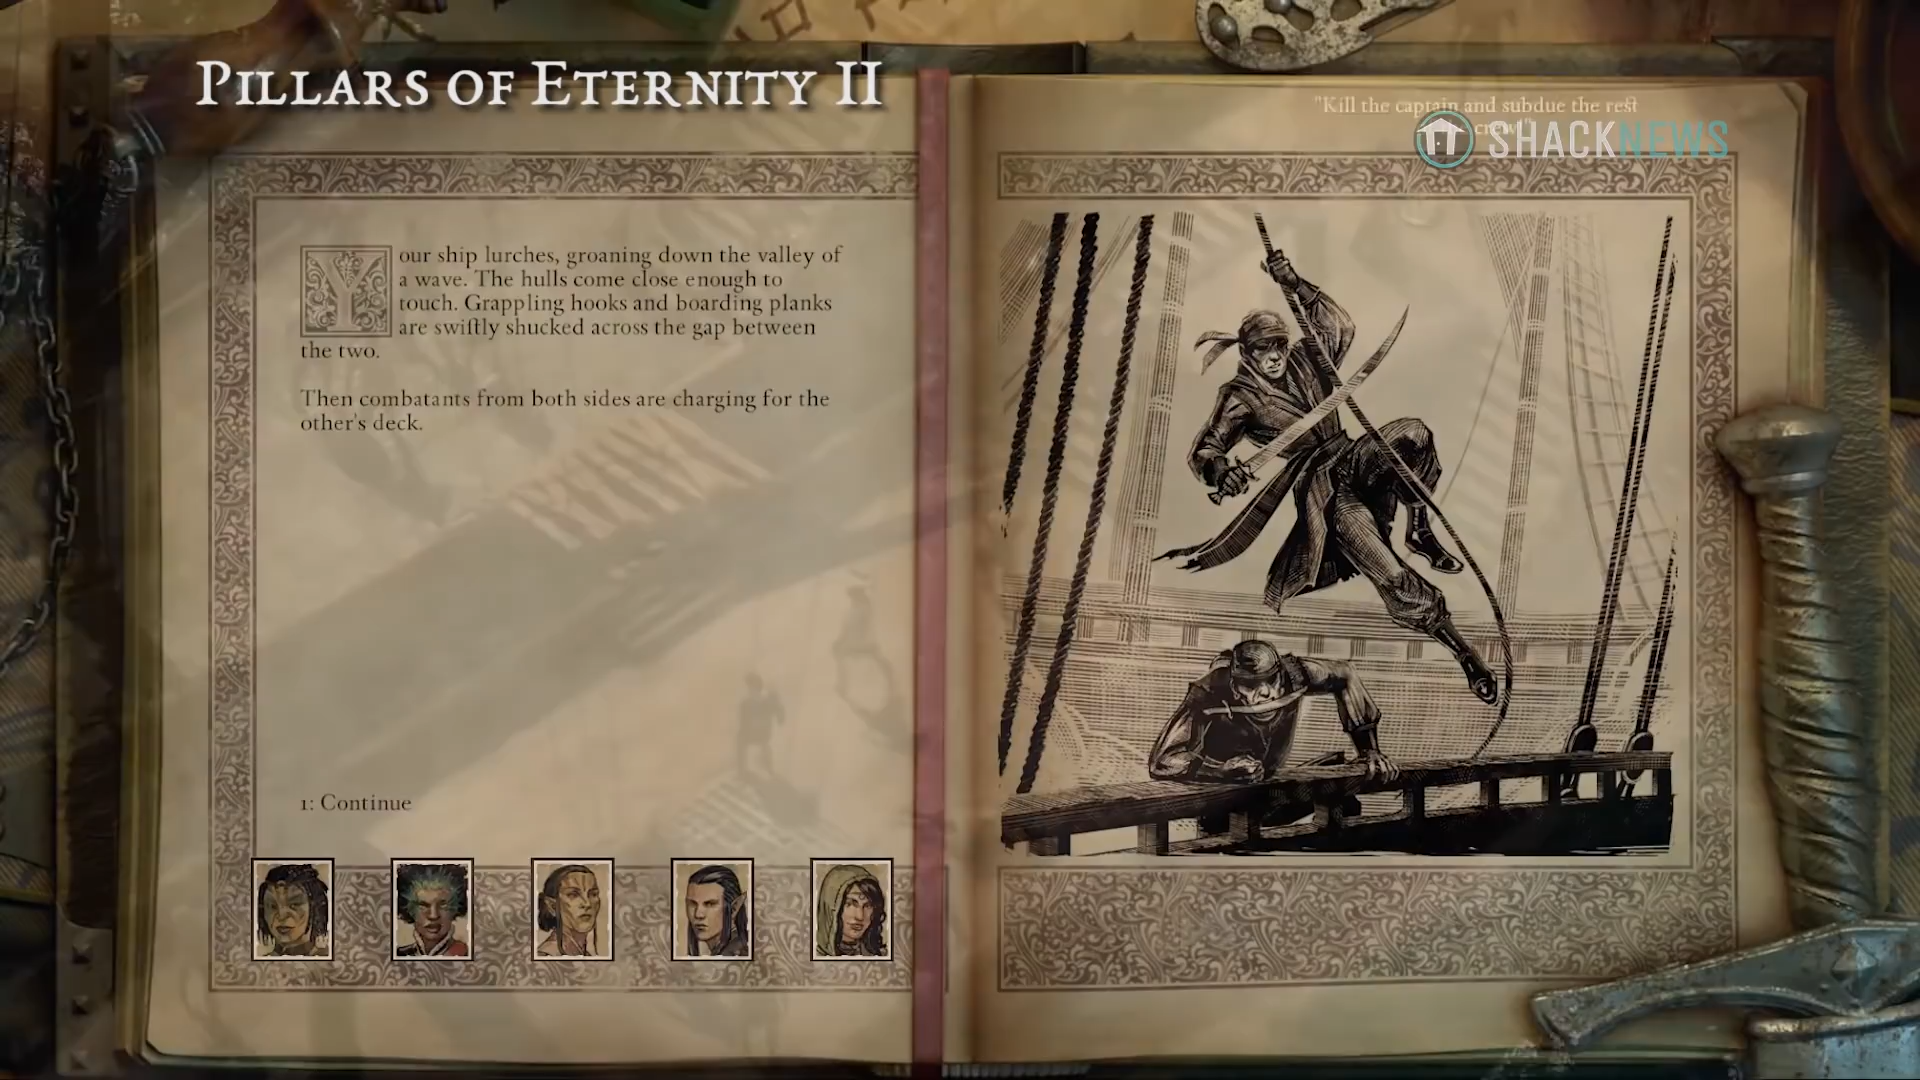 PILLARS OF ETERNITY II
"Kill the captain and subdue the rest
crew!"
SHACKNEWS
Your ship lurches, groaning down the valley of
a wave. The hulls come close enough to
touch. Grappling hooks and boarding planks
are swiftly shucked across the gap between
the two.
Then combatants from both sides are charging for the
other's deck.
1: Continue